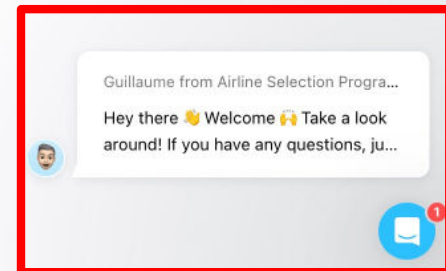 Guillaume from Airline Selection Progra...
Hey there 👋 Welcome 🙌 Take a look
around! If you have any questions, ju...
1